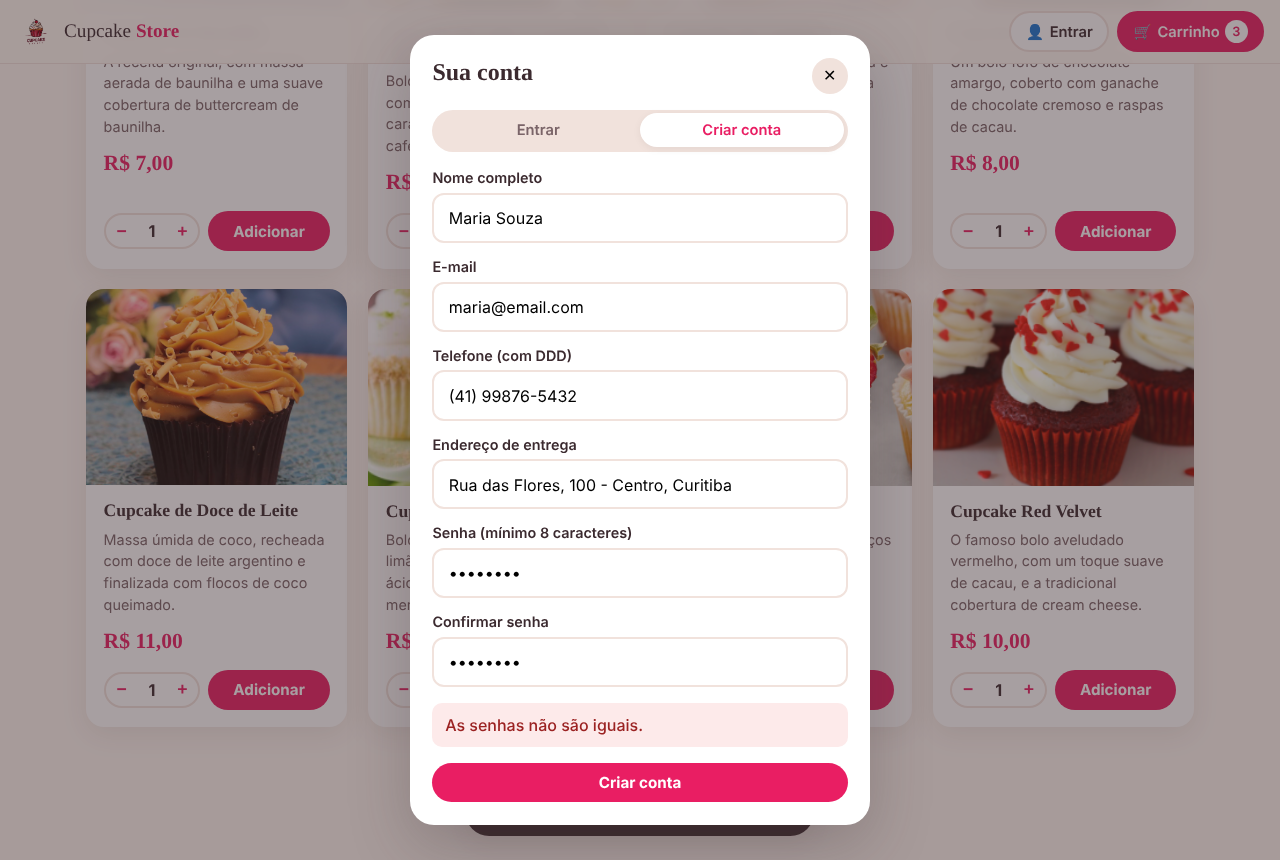 Cupcake Store
Entrar
Carrinho
3
Sua conta
✕
Entrar
Criar conta
Nome completo
Maria Souza
E-mail
maria@email.com
Telefone (com DDD)
(41) 99876-5432
Endereço de entrega
Rua das Flores, 100 - Centro, Curitiba
Senha (mínimo 8 caracteres)
••••••••
Confirmar senha
••••••••
As senhas não são iguais.
Criar conta
aerada de baunilha e uma suave
cobertura de buttercream de
baunilha.
R$ 7,00
− 1 +
Adicionar
amargo, coberto com ganache
de chocolate cremoso e raspas
de cacau.
R$ 8,00
− 1 +
Adicionar
Cupcake de Doce de Leite
Massa úmida de coco, recheada
com doce de leite argentino e
finalizada com flocos de coco
queimado.
R$ 11,00
− 1 +
Adicionar
Cupcake Red Velvet
O famoso bolo aveludado
vermelho, com um toque suave
de cacau, e a tradicional
cobertura de cream cheese.
R$ 10,00
− 1 +
Adicionar